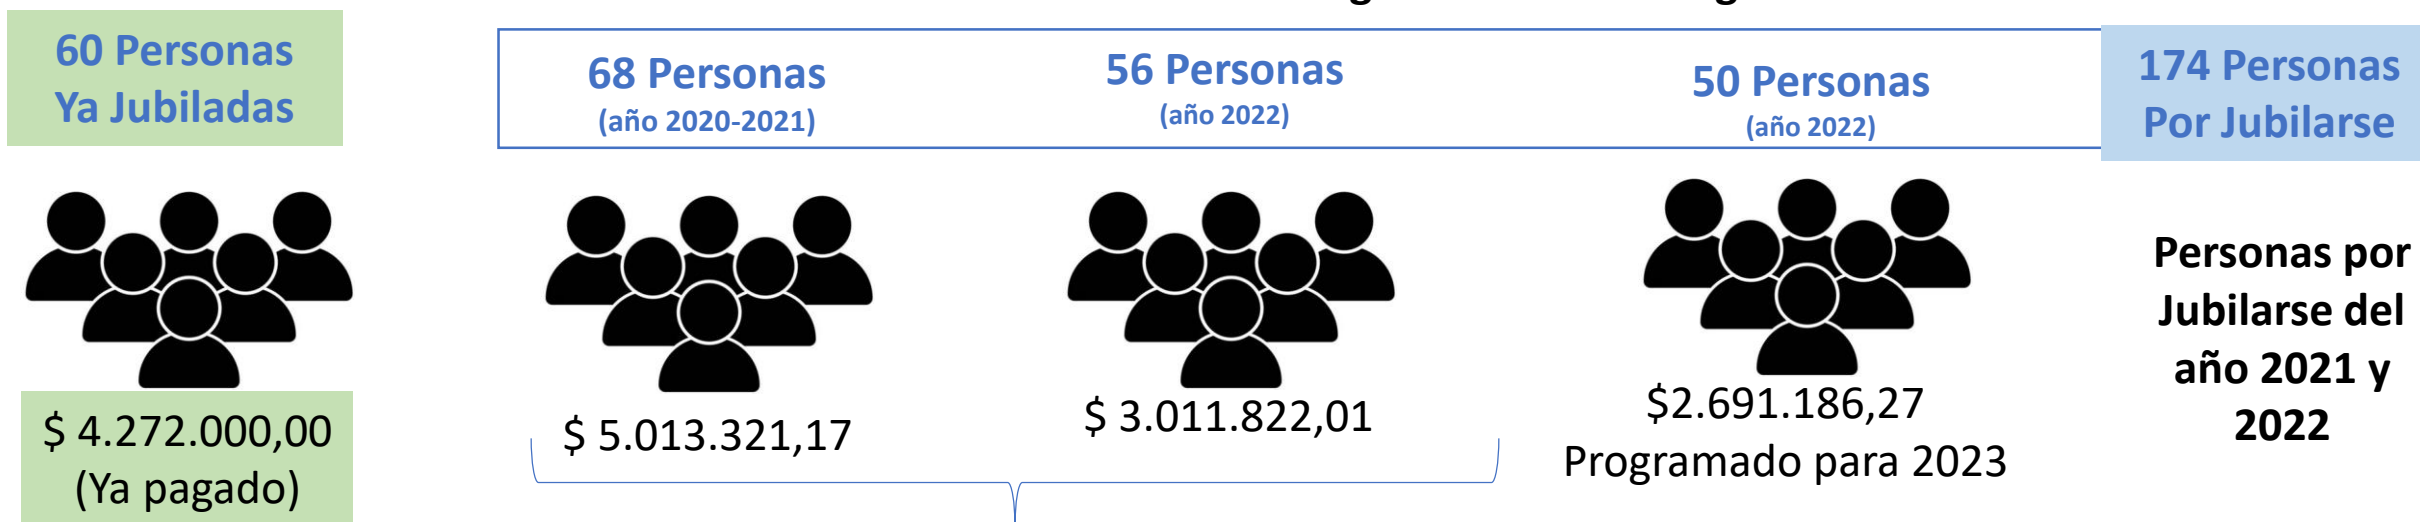 60 Personas
Ya Jubiladas
68 Personas
(año 2020-2021)
56 Personas
(año 2022)
50 Personas
(año 2022)
174 Personas
Por Jubilarse
$ 4.272.000,00
(Ya pagado)
$ 5.013.321,17
$ 3.011.822,01
$2.691.186,27
Programado para 2023
Personas por
Jubilarse del
año 2021 y
2022